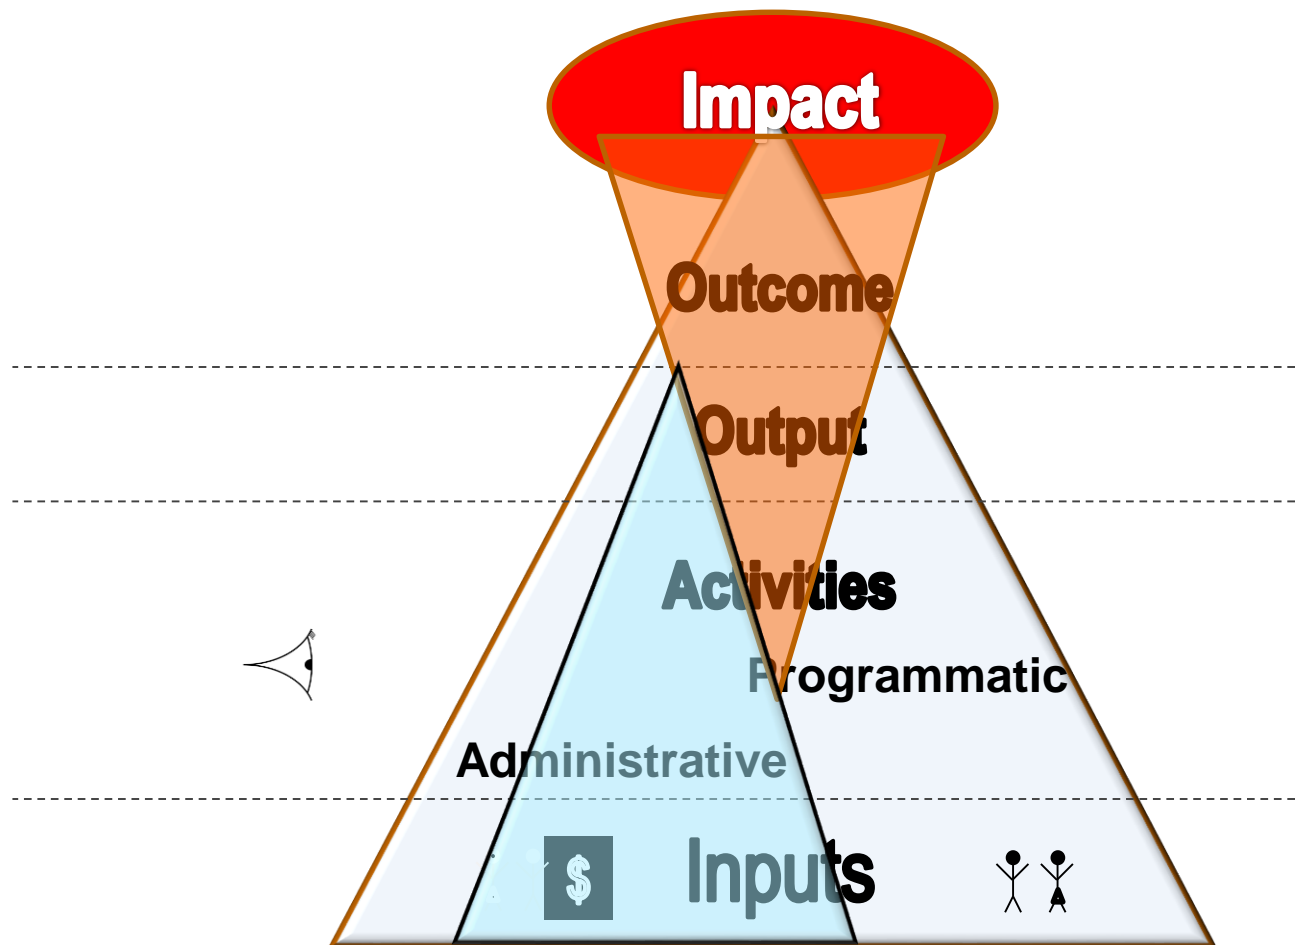 Impact
Outcome
Output
Activities
Programmatic
Administrative
$
Inputs